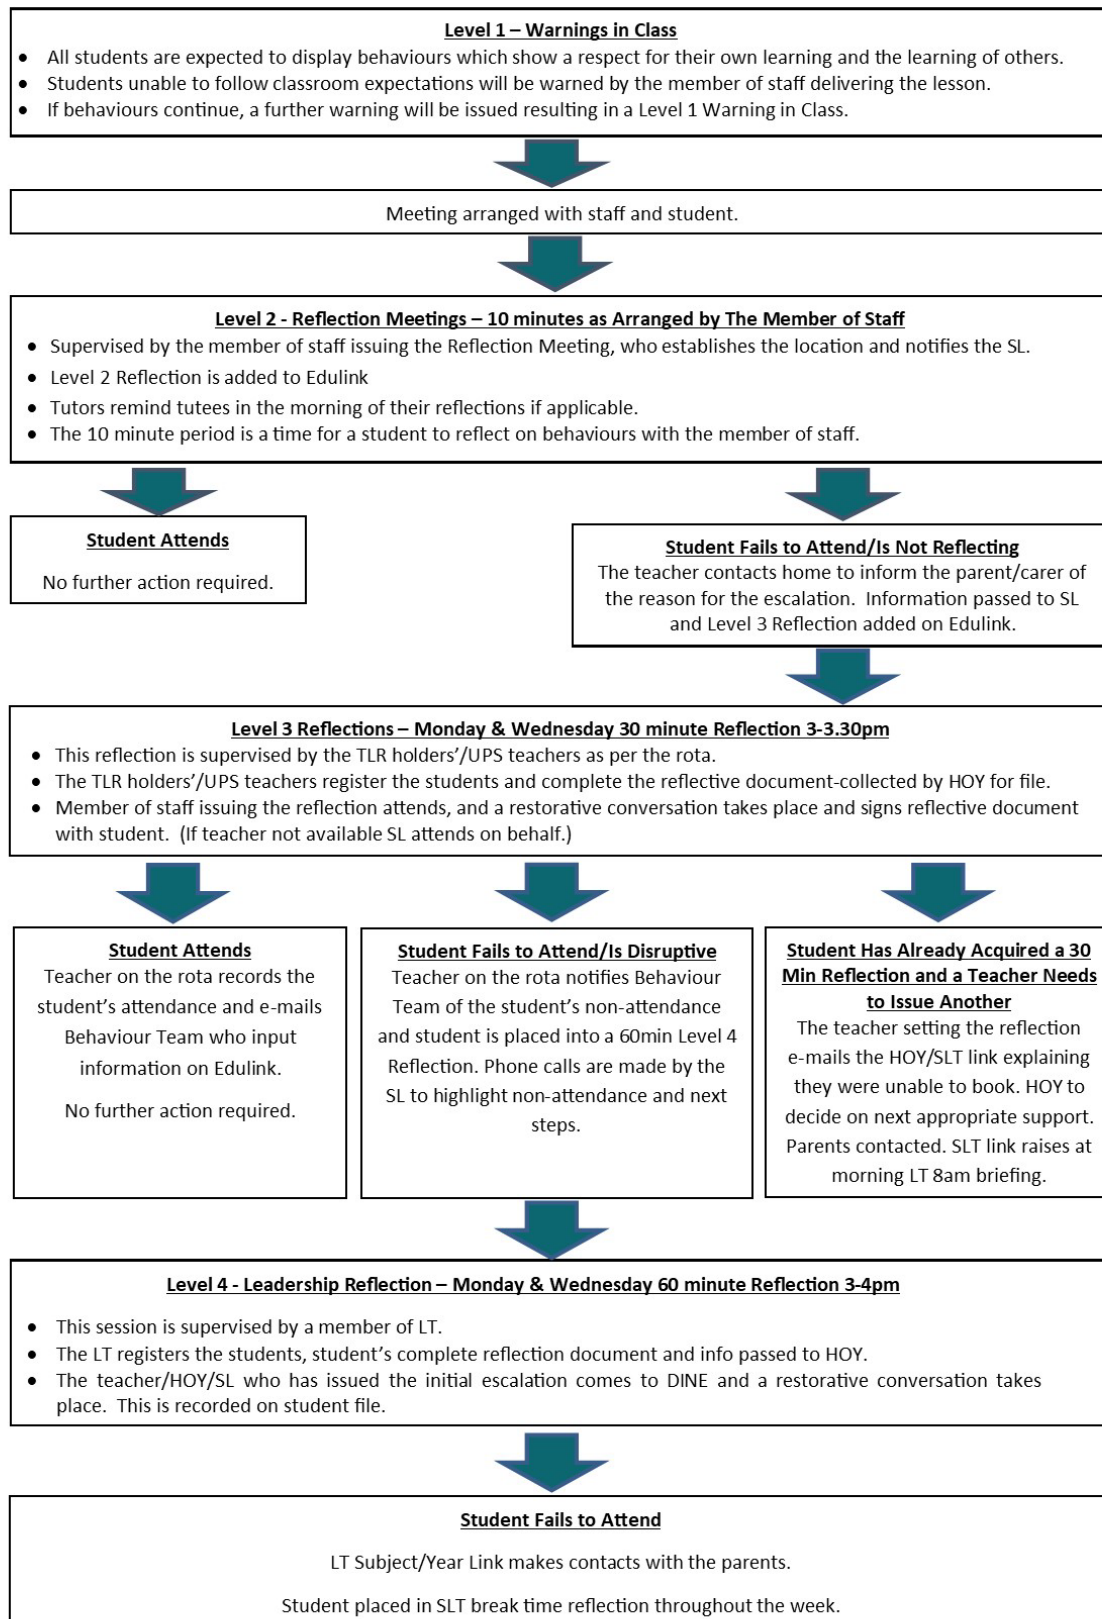 Level 1 – Warnings in Class
• All students are expected to display behaviours which show a respect for their own learning and the learning of others.
• Students unable to follow classroom expectations will be warned by the member of staff delivering the lesson.
• If behaviours continue, a further warning will be issued resulting in a Level 1 Warning in Class.
Meeting arranged with staff and student.
Level 2 - Reflection Meetings – 10 minutes as Arranged by The Member of Staff
• Supervised by the member of staff issuing the Reflection Meeting, who establishes the location and notifies the SL.
• Level 2 Reflection is added to Edulink
• Tutors remind tutees in the morning of their reflections if applicable.
• The 10 minute period is a time for a student to reflect on behaviours with the member of staff.
Student Attends
No further action required.
Student Fails to Attend/Is Not Reflecting
The teacher contacts home to inform the parent/carer of
the reason for the escalation. Information passed to SL
and Level 3 Reflection added on Edulink.
Level 3 Reflections – Monday & Wednesday 30 minute Reflection 3-3.30pm
• This reflection is supervised by the TLR holders'/UPS teachers as per the rota.
• The TLR holders'/UPS teachers register the students and complete the reflective document-collected by HOY for file.
• Member of staff issuing the reflection attends, and a restorative conversation takes place and signs reflective document
with student. (If teacher not available SL attends on behalf.)
Student Attends
Teacher on the rota records the
student's attendance and e-mails
Behaviour Team who input
information on Edulink.
No further action required.
Student Fails to Attend/Is Disruptive
Teacher on the rota notifies Behaviour
Team of the student's non-attendance
and student is placed into a 60min Level 4
Reflection. Phone calls are made by the
SL to highlight non-attendance and next
steps.
Student Has Already Acquired a 30
Min Reflection and a Teacher Needs
to Issue Another
The teacher setting the reflection
e-mails the HOY/SLT link explaining
they were unable to book. HOY to
decide on next appropriate support.
Parents contacted. SLT link raises at
morning LT 8am briefing.
Level 4 - Leadership Reflection – Monday & Wednesday 60 minute Reflection 3-4pm
• This session is supervised by a member of LT.
• The LT registers the students, student's complete reflection document and info passed to HOY.
• The teacher/HOY/SL who has issued the initial escalation comes to DINE and a restorative conversation takes
place. This is recorded on student file.
Student Fails to Attend
LT Subject/Year Link makes contacts with the parents.
Student placed in SLT break time reflection throughout the week.